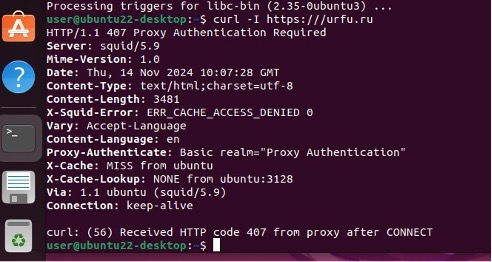 Processing triggers for libc-bin (2.35-0ubuntu3) ...
user@ubuntu22-desktop:~$ curl -I https:///urfu.ru
HTTP/1.1 407 Proxy Authentication Required
Server: squid/5.9
Mime-Version: 1.0
Date: Thu, 14 Nov 2024 10:07:28 GMT
Content-Type: text/html;charset=utf-8
Content-Length: 3481
X-Squid-Error: ERR_CACHE_ACCESS_DENIED 0
Vary: Accept-Language
Content-Language: en
Proxy-Authenticate: Basic realm="Proxy Authentication"
X-Cache: MISS from ubuntu
X-Cache-Lookup: NONE from ubuntu:3128
Via: 1.1 ubuntu (squid/5.9)
Connection: keep-alive
curl: (56) Received HTTP code 407 from proxy after CONNECT
user@ubuntu22-desktop:~$